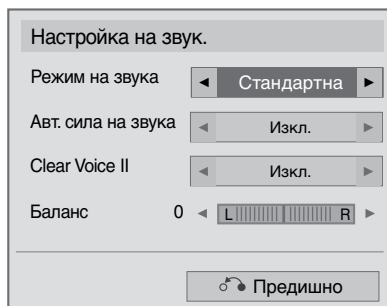 Настройка на звук.
Режим на звука ◄ Стандартна ►
Авт. сила на звука ◄ Изкл. ►
Clear Voice II ◄ Изкл. ►
Баланс 0 ◄ L R ►
Предишно